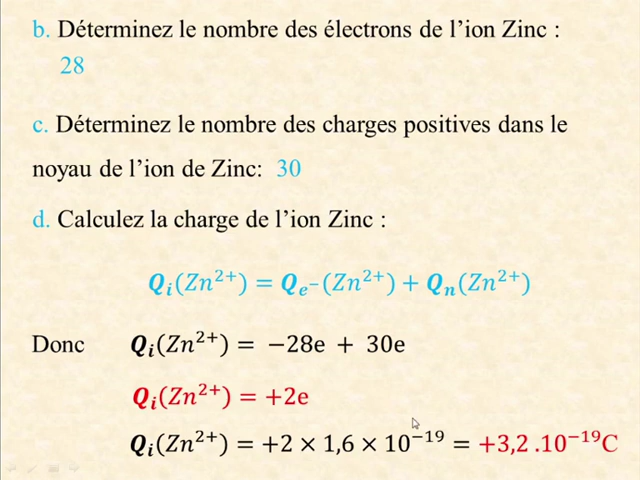 b. Déterminez le nombre des électrons de l’ion Zinc :
28
c. Déterminez le nombre des charges positives dans le
noyau de l’ion de Zinc: 30
d. Calculez la charge de l’ion Zinc :
Qᵢ(Zn²⁺) = Qₑ₋(Zn²⁺) + Qₙ(Zn²⁺)
Donc Qᵢ(Zn²⁺) = −28e + 30e
Qᵢ(Zn²⁺) = +2e
Qᵢ(Zn²⁺) = +2 × 1,6 × 10⁻¹⁹ = +3,2 .10⁻¹⁹C